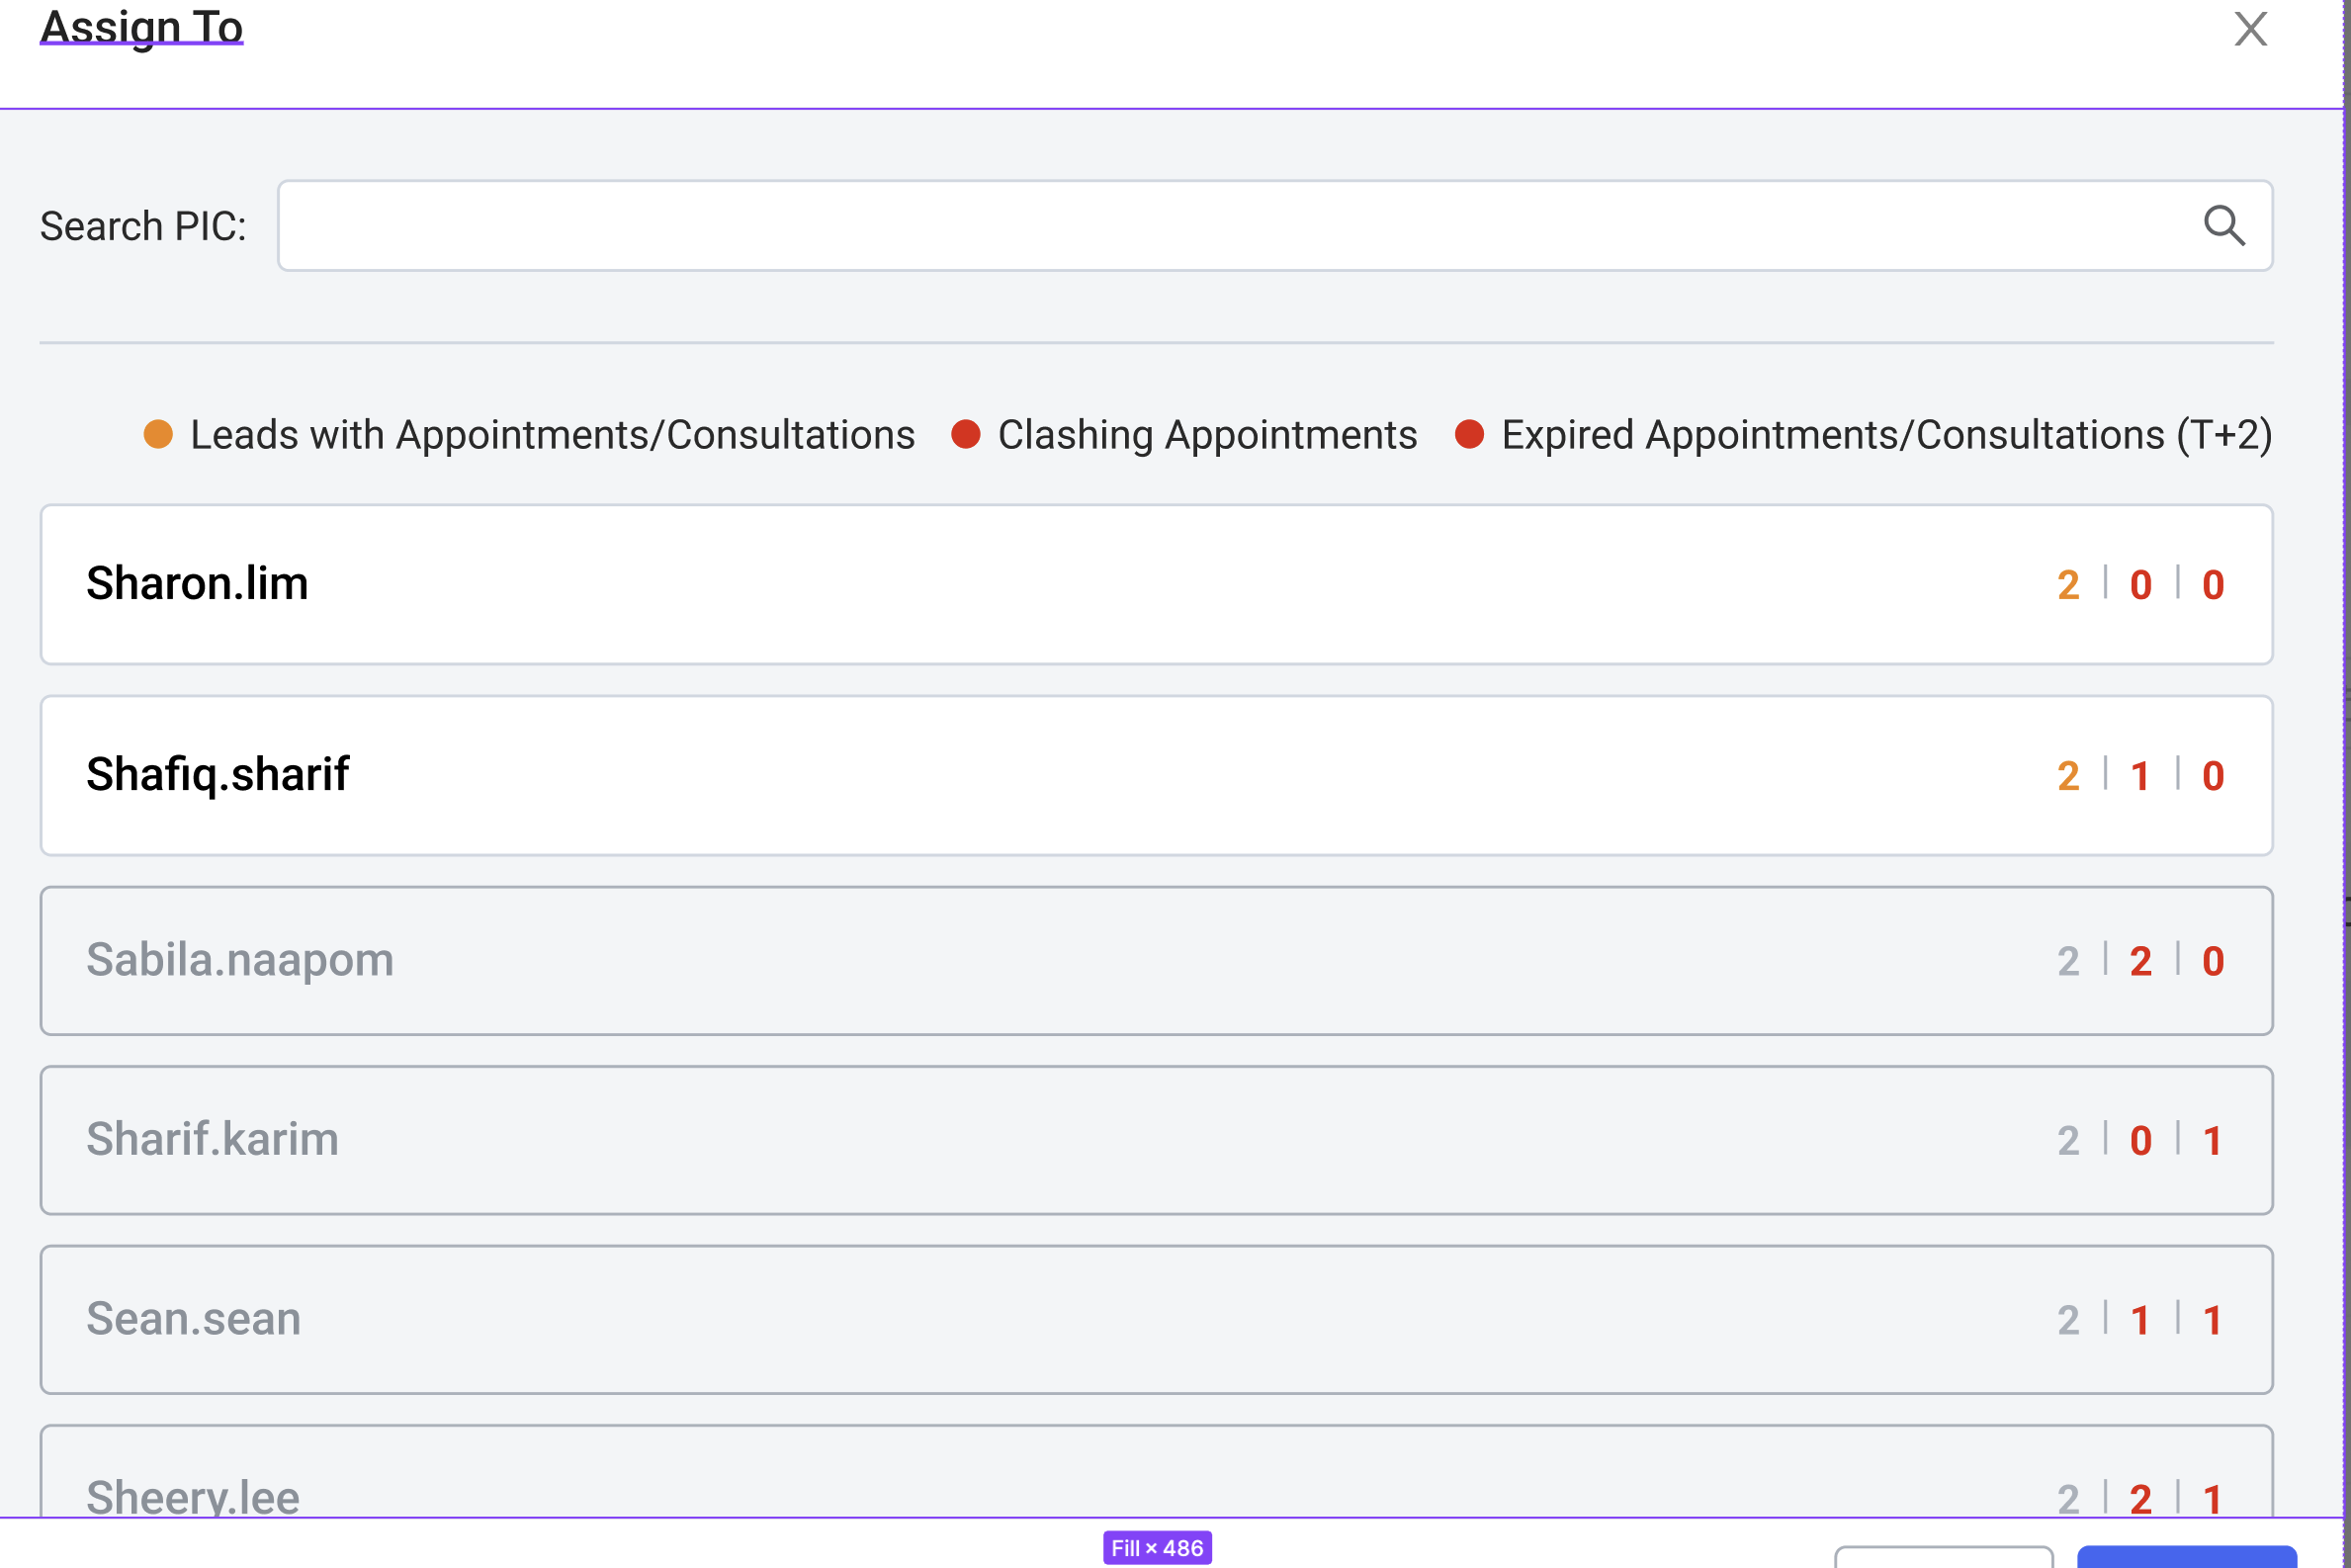 Assign To
Search PIC:
Leads with Appointments/Consultations Clashing Appointments Expired Appointments/Consultations (T+2)
Sharon.lim 2 | 0 | 0
Shafiq.sharif 2 | 1 | 0
Sabila.naapom 2 | 2 | 0
Sharif.karim 2 | 0 | 1
Sean.sean 2 | 1 | 1
Sheery.lee 2 | 2 | 1
Fill × 486